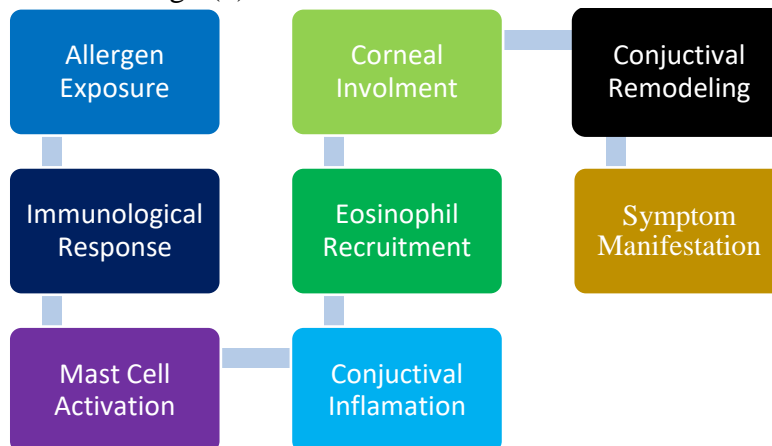 Allergen
Exposure
Immunological
Response
Mast Cell
Activation
Conjuctival
Inflamation
Eosinophil
Recruitment
Corneal
Involment
Conjuctival
Remodeling
Symptom
Manifestation